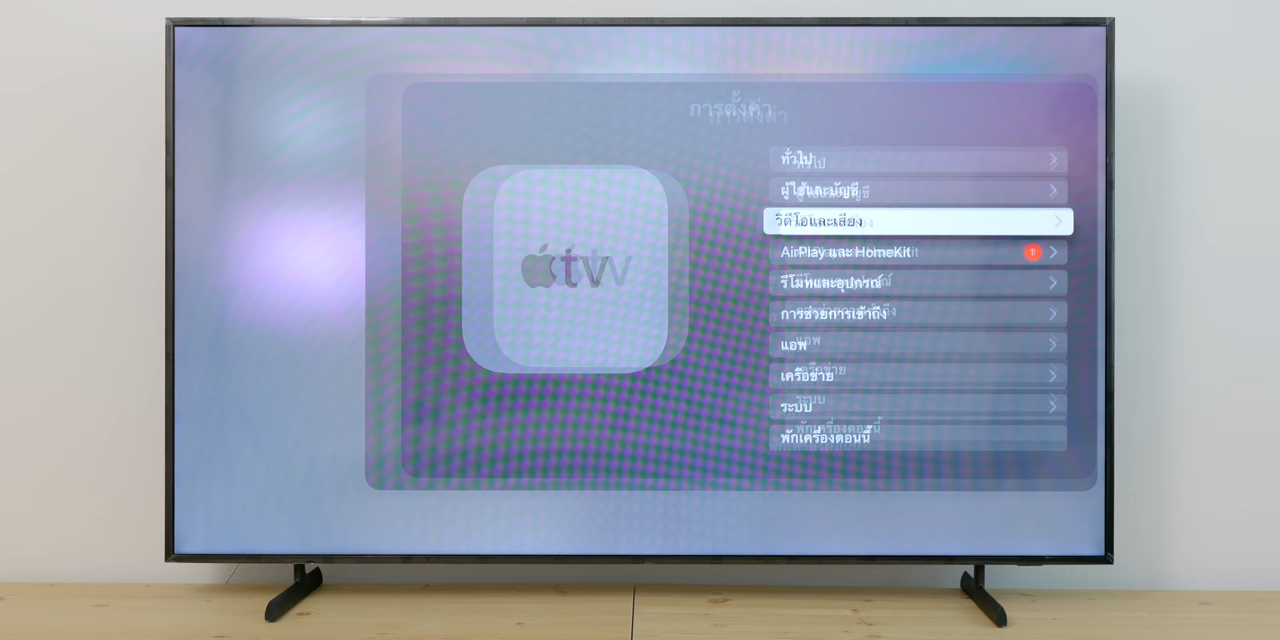 การตั้งค่า
ทั่วไป
ผู้ใช้และบัญชี
วิดีโอและเสียง
AirPlay และ HomeKit
1
รีโมทและอุปกรณ์
การช่วยการเข้าถึง
แอพ
เครือข่าย
ระบบ
พักเครื่องตอนนี้
tv